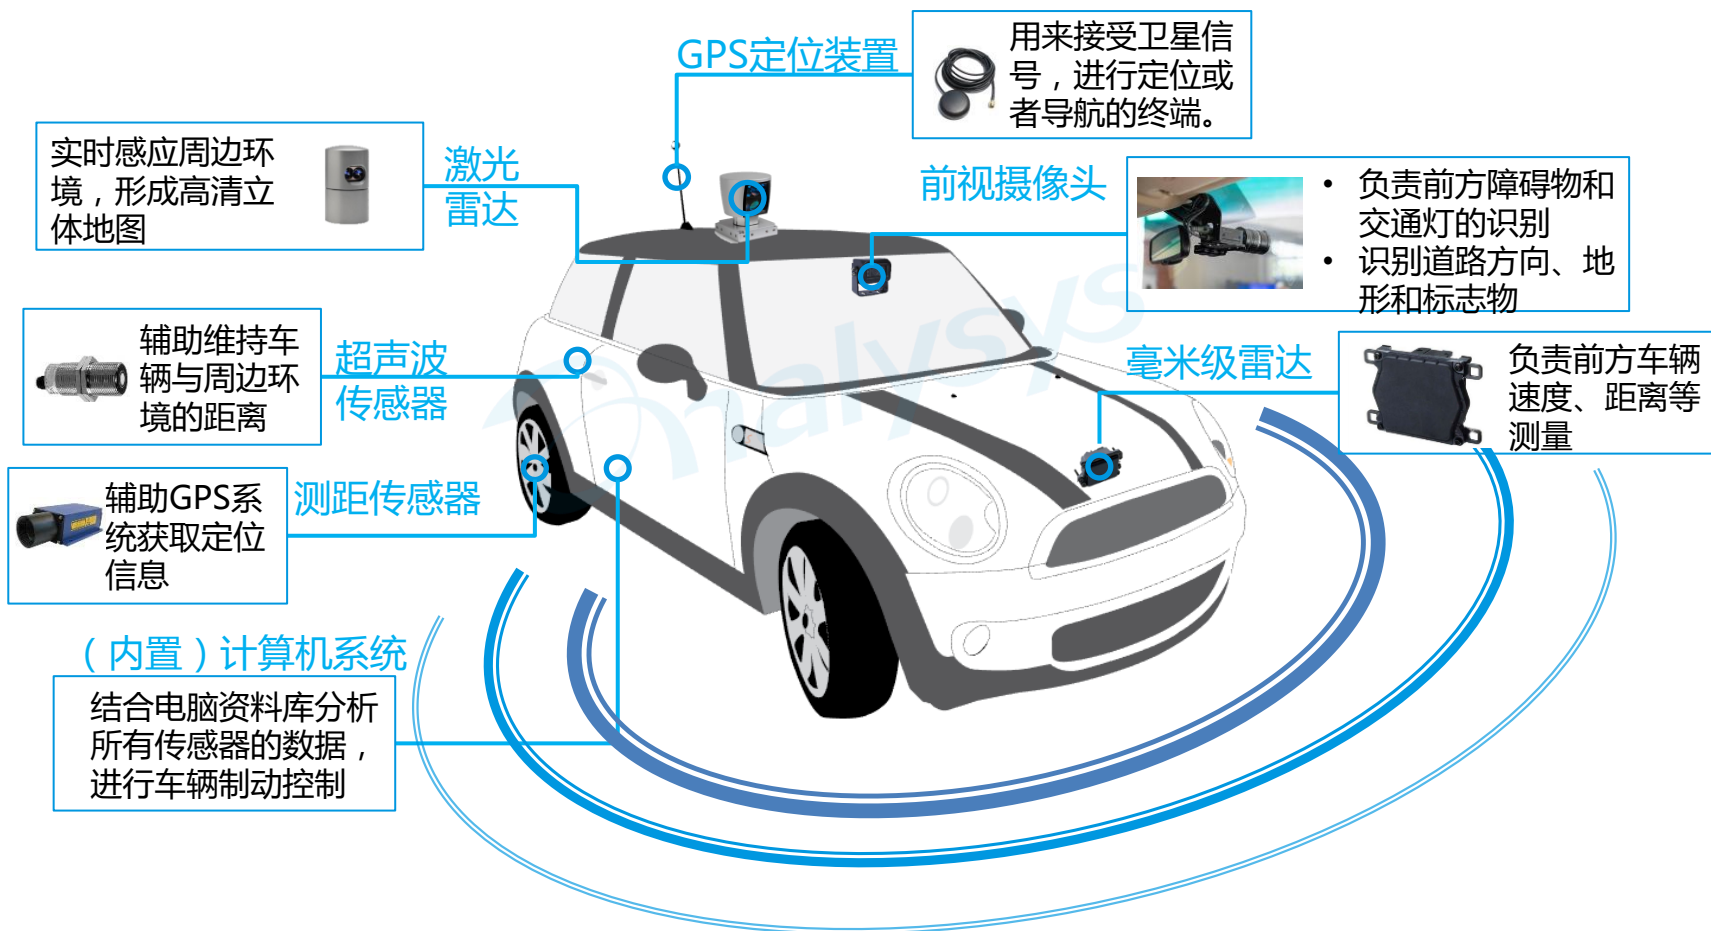 GPS定位装置
用来接受卫星信
号，进行定位或
者导航的终端。
实时感应周边环
境，形成高清立
体地图
激光
雷达
前视摄像头
• 负责前方障碍物和
交通灯的识别
• 识别道路方向、地
形和标志物
辅助维持车
辆与周边环
境的距离
超声波
传感器
毫米级雷达
负责前方车辆
速度、距离等
测量
辅助GPS系
统获取定位
信息
测距传感器
（内置）计算机系统
结合电脑资料库分析
所有传感器的数据，
进行车辆制动控制
nalysys